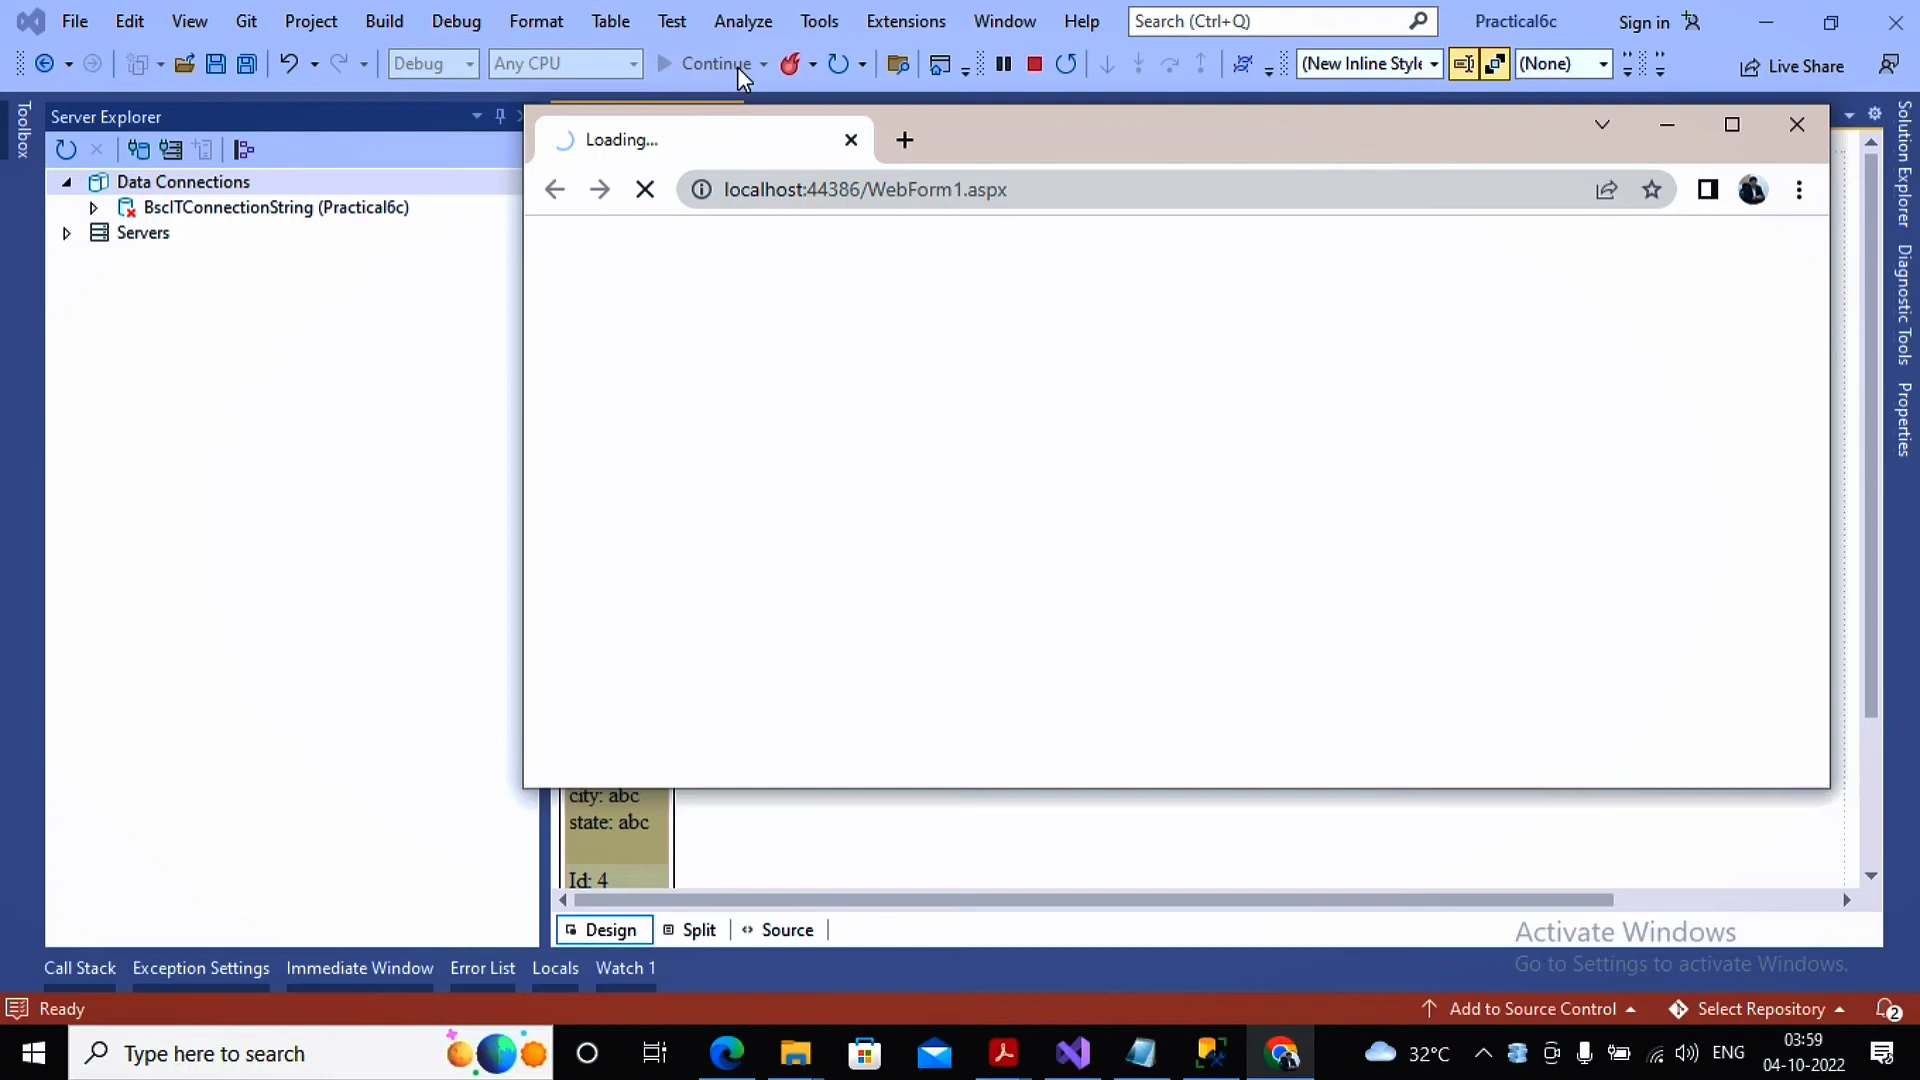 File Edit View Git Project Build Debug Format Table Test Analyze Tools Extensions Window Help Search (Ctrl+Q) Practical6c Sign in
Debug Any CPU Continue (New Inline Style (None) Live Share
Toolbox
Server Explorer
Data Connections
BscITConnectionString (Practical6c)
Servers
Loading...
localhost:44386/WebForm1.aspx
Solution Explorer
Diagnostic Tools
Properties
city: abc
state: abc
Id: 4
Design Split Source
Activate Windows
Go to Settings to activate Windows.
Call Stack Exception Settings Immediate Window Error List Locals Watch 1
Ready Add to Source Control Select Repository 2
Type here to search 32°C ENG 03:59
04-10-2022